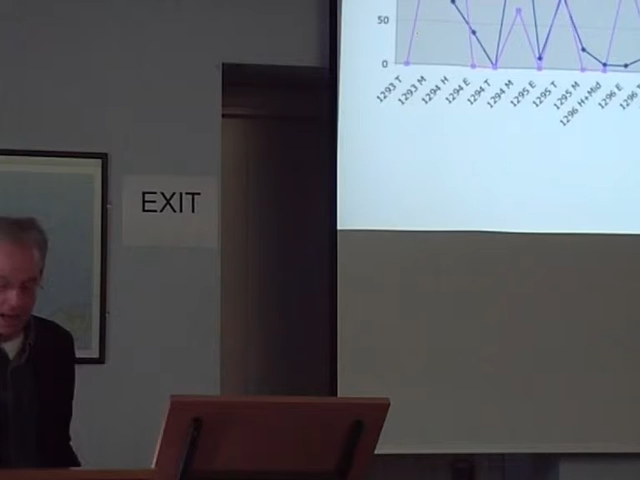 50
0
1293 T
1293 M
1294 H
1294 E
1294 T
1294 M
1295 E
1295 T
1295 M
1296 H+Mid
1296 E
EXIT